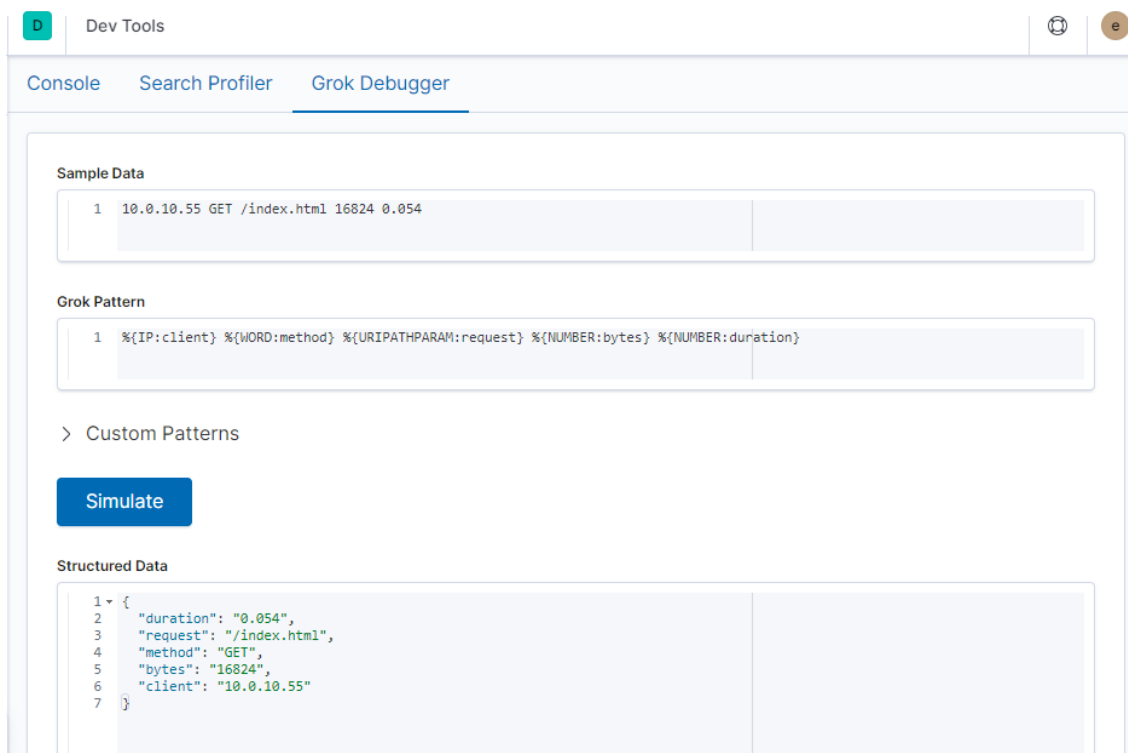 D Dev Tools e
Console Search Profiler Grok Debugger
Sample Data
1 10.0.10.55 GET /index.html 16824 0.054
Grok Pattern
1 %{IP:client} %{WORD:method} %{URIPATHPARAM:request} %{NUMBER:bytes} %{NUMBER:duration}
Custom Patterns
Simulate
Structured Data
1 {
2 "duration": "0.054",
3 "request": "/index.html",
4 "method": "GET",
5 "bytes": "16824",
6 "client": "10.0.10.55"
7 }